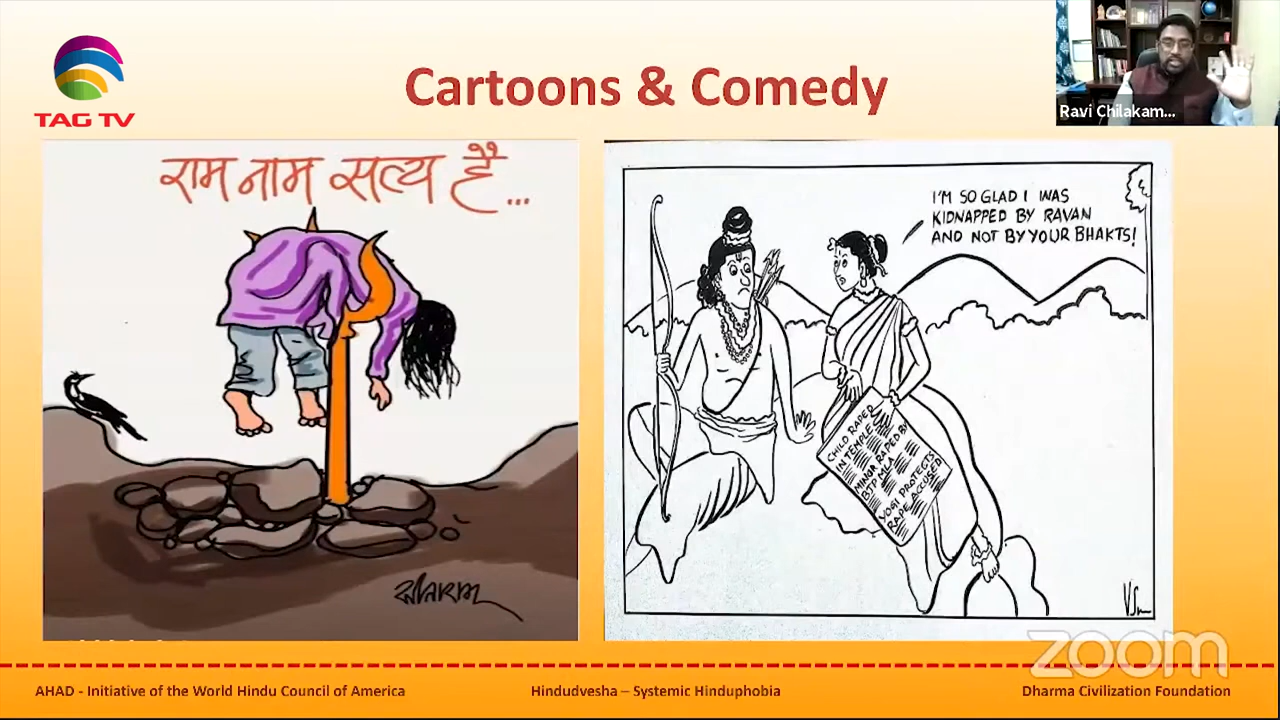 TAG TV
Cartoons & Comedy
Ravi Chilakam...
राम नाम सत्य है...
I'M SO GLAD I WAS
KIDNAPPED BY RAVAN
AND NOT BY YOUR BHAKTS!
CHILD RAPED
IN TEMPLE
MINOR RAPED BY
BJP MLA
YOGI PROTECTS
RAPE ACCUSED!
zoom
AHAD - Initiative of the World Hindu Council of America
Hindudvesha – Systemic Hinduphobia
Dharma Civilization Foundation